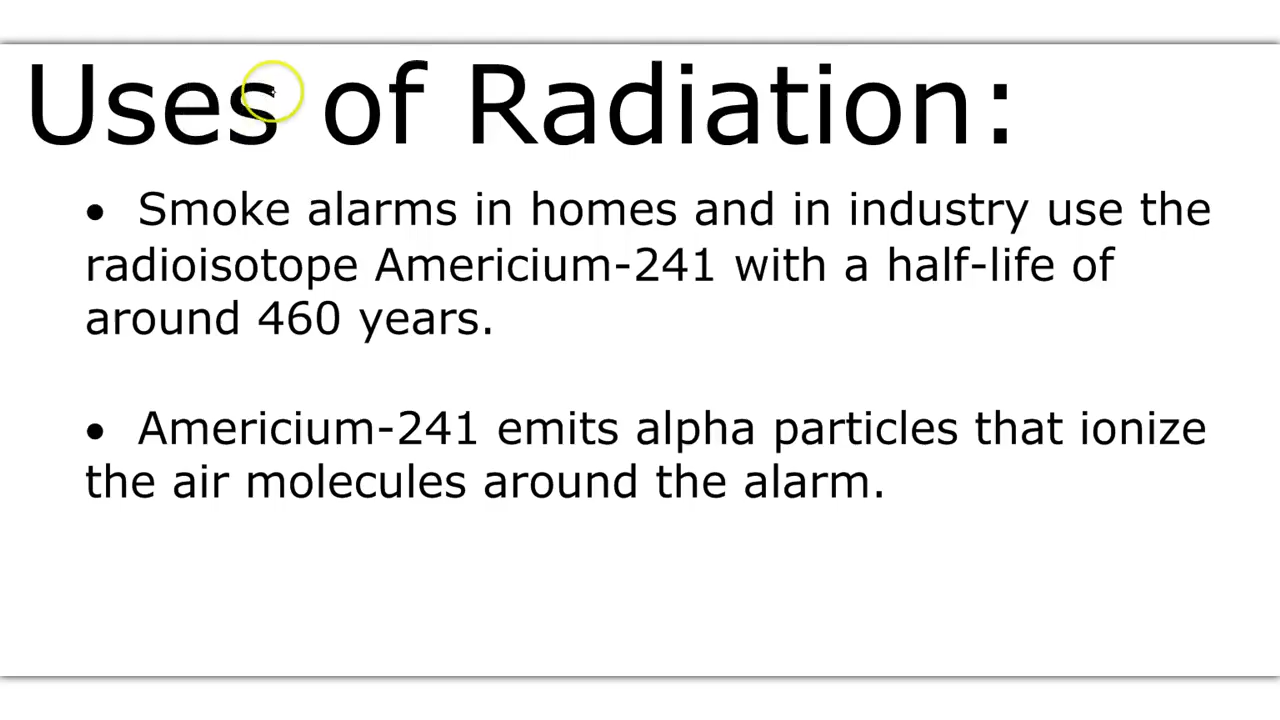 Uses of Radiation:
• Smoke alarms in homes and in industry use the
radioisotope Americium-241 with a half-life of
around 460 years.
• Americium-241 emits alpha particles that ionize
the air molecules around the alarm.